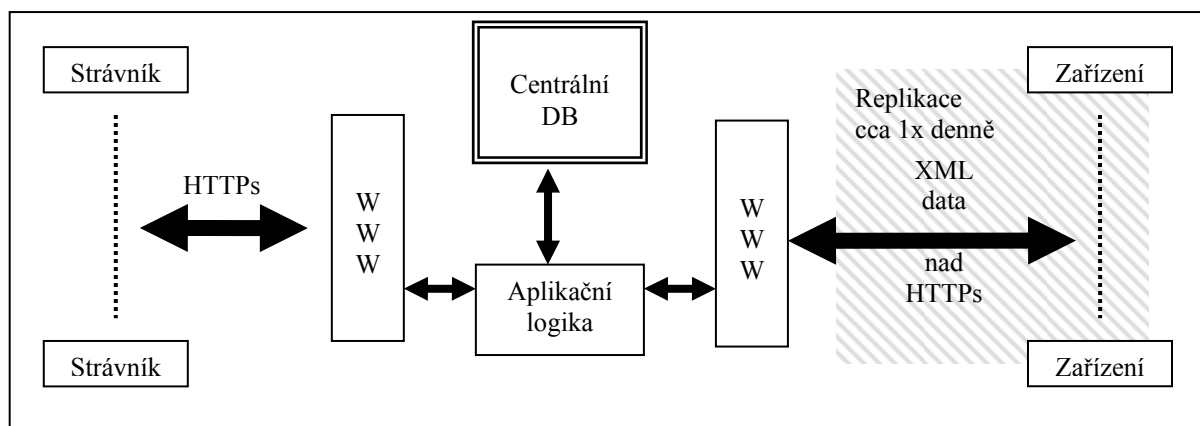 Strávník
Strávník
HTTPs
W
W
W
Centrální
DB
Aplikační
logika
W
W
W
Replikace
cca 1x denně
XML
data
nad
HTTPs
Zařízení
Zařízení